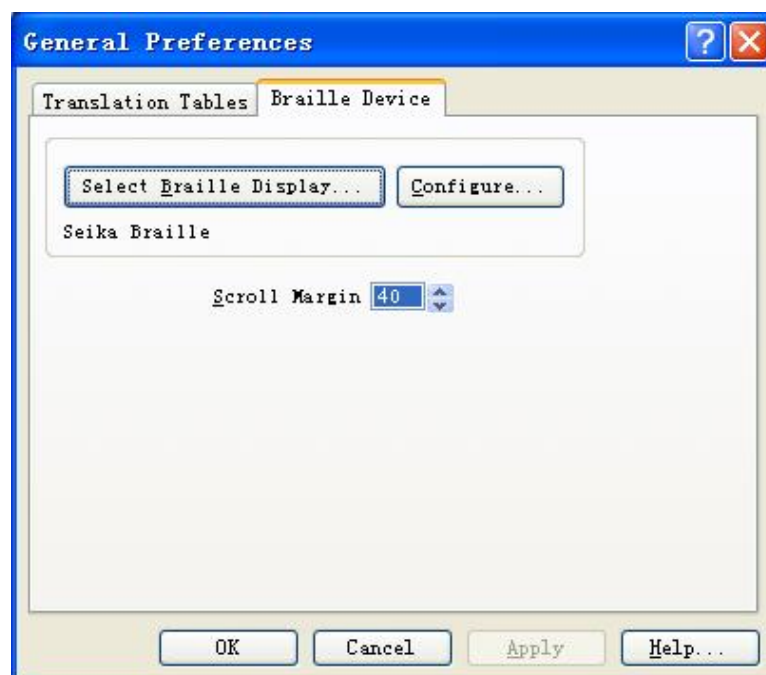 General Preferences
Translation Tables Braille Device
Select Braille Display... Configure...
Seika Braille
Scroll Margin 40
OK Cancel Apply Help...